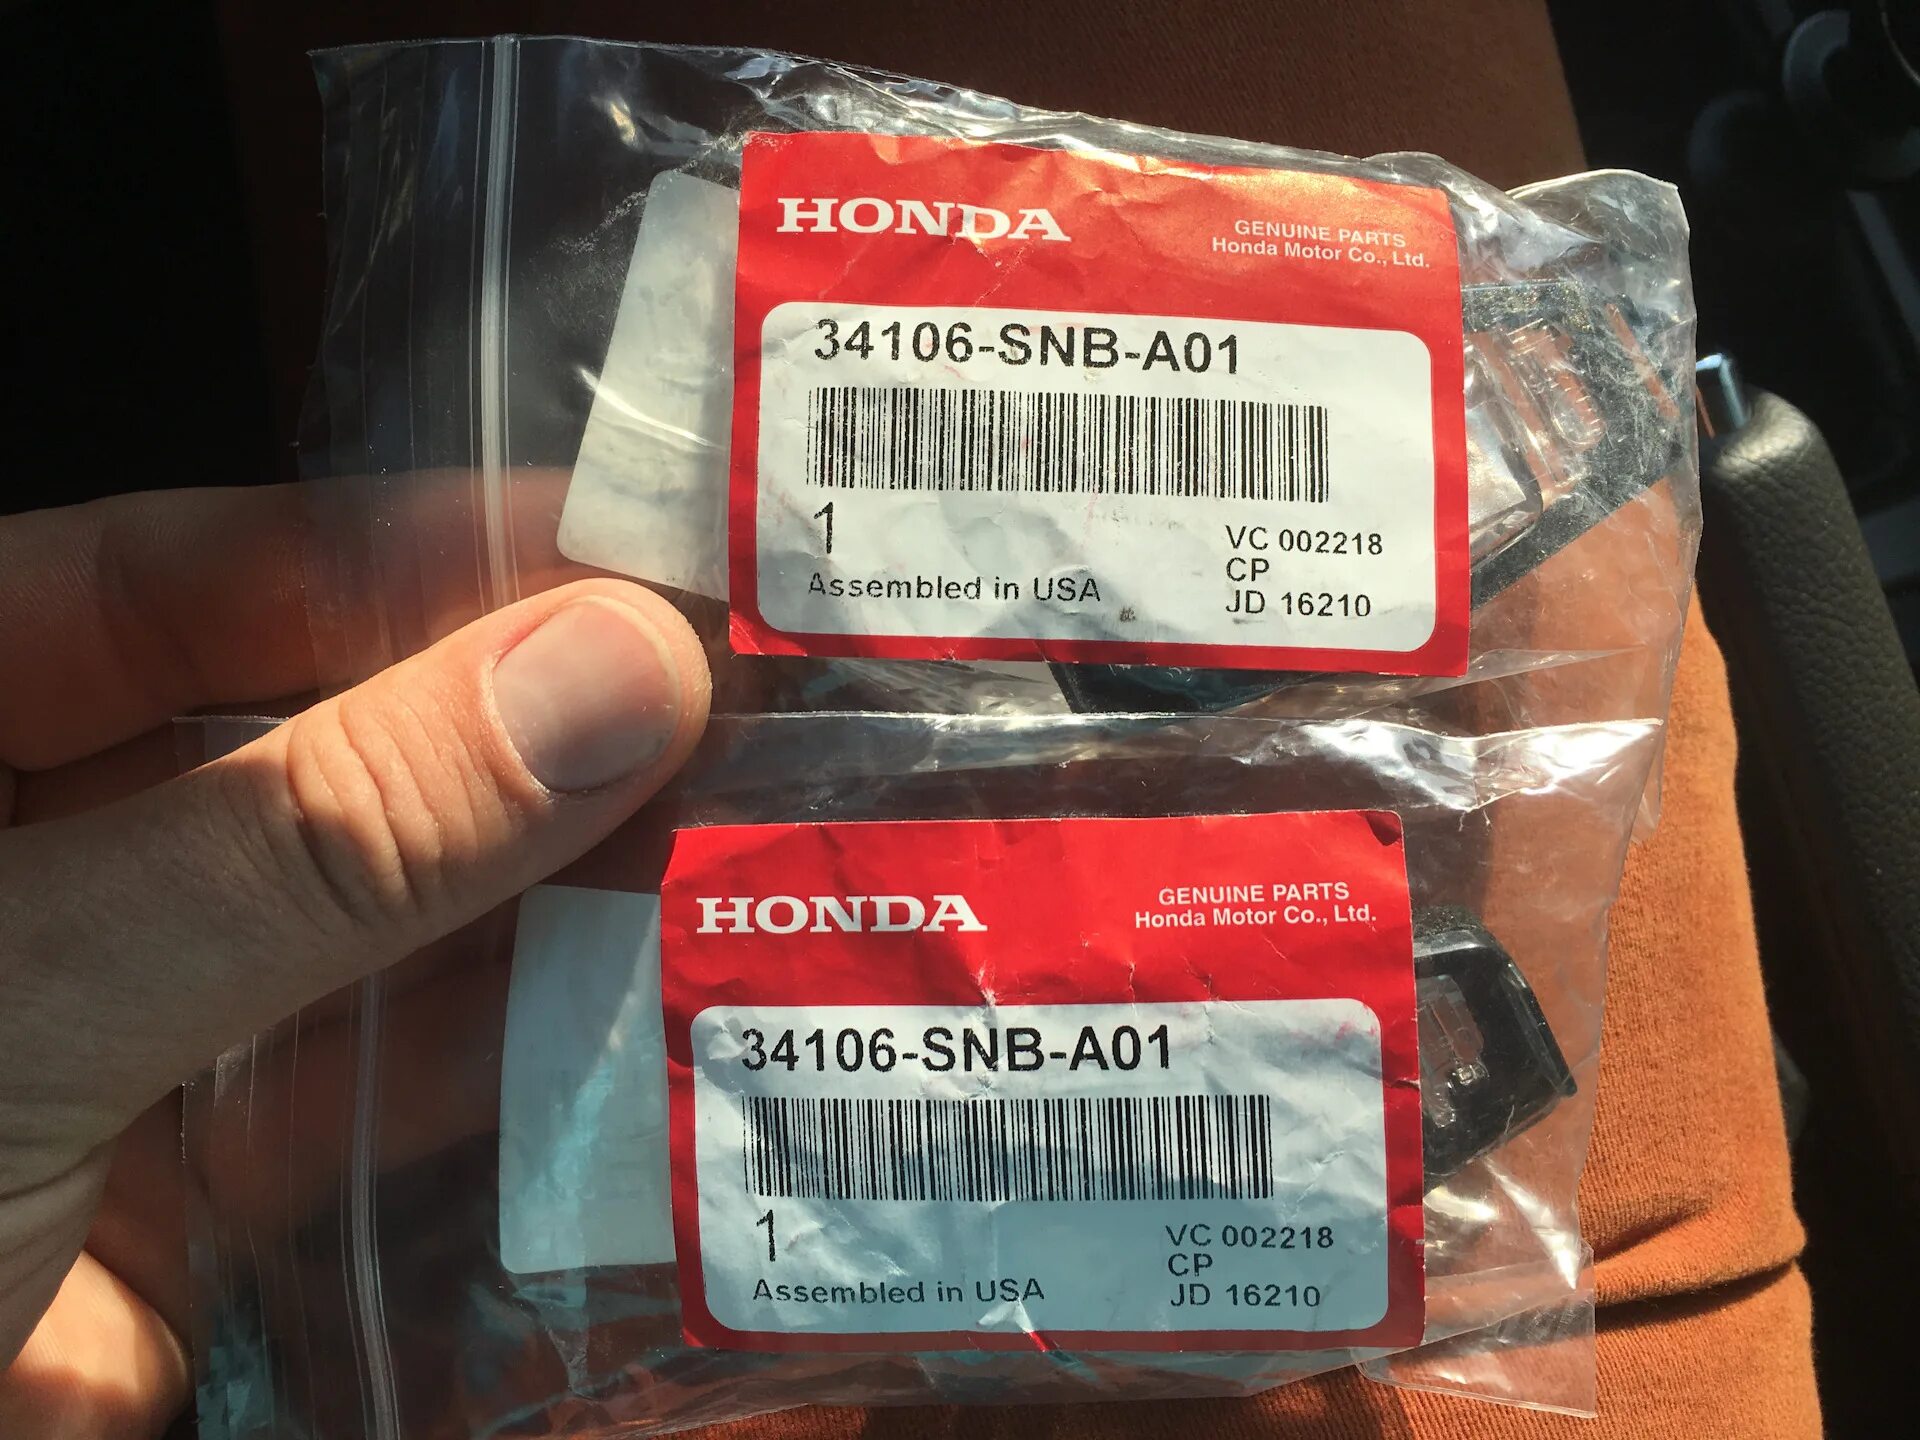 HONDA
GENUINE PARTS
Honda Motor Co., Ltd.
34106-SNB-A01
1
VC 002218
CP
Assembled in USA
JD 16210
HONDA
GENUINE PARTS
Honda Motor Co., Ltd.
34106-SNB-A01
1
VC 002218
CP
Assembled in USA
JD 16210